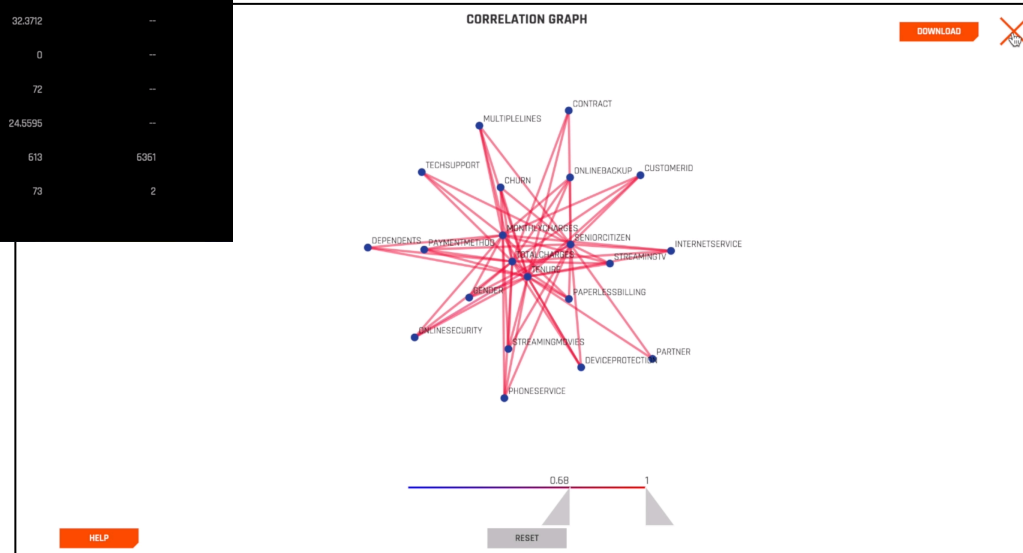 CORRELATION GRAPH
DOWNLOAD
32.3712 --
0 --
72 --
24.5595 --
613 6361
73 2
CONTRACT
MULTIPLELINES
TECHSUPPORT
ONLINEBACKUP
CUSTOMERID
CHURN
MONTHLYCHARGES
SENIORCITIZEN
DEPENDENTS
PAYMENTMETHOD
INTERNETSERVICE
TOTALCHARGES
STREAMINGTV
TENURE
GENDER
PAPERLESSBILLING
ONLINESECURITY
STREAMINGMOVIES
PARTNER
DEVICEPROTECTION
PHONESERVICE
0.68 1
HELP
RESET